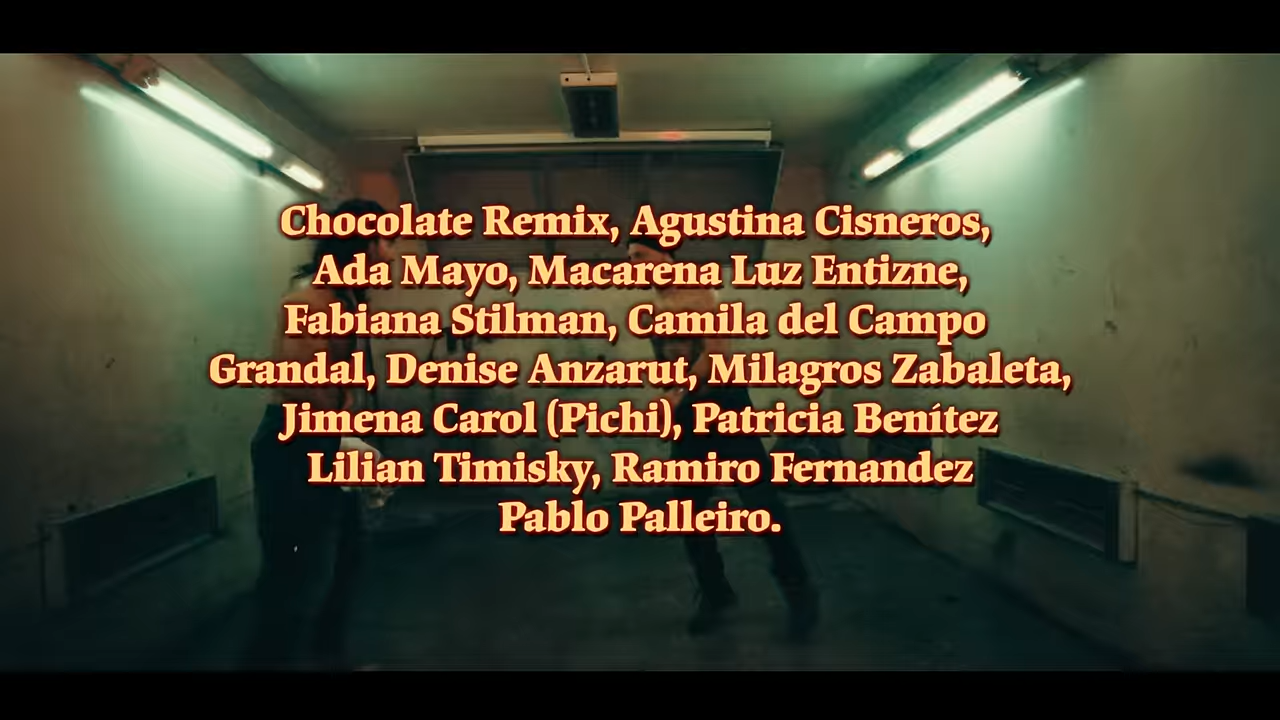 Chocolate Remix, Agustina Cisneros,
Ada Mayo, Macarena Luz Entizne,
Fabiana Stilman, Camila del Campo
Grandal, Denise Anzarut, Milagros Zabaleta,
Jimena Carol (Pichi), Patricia Benítez
Lilian Timisky, Ramiro Fernandez
Pablo Palleiro.